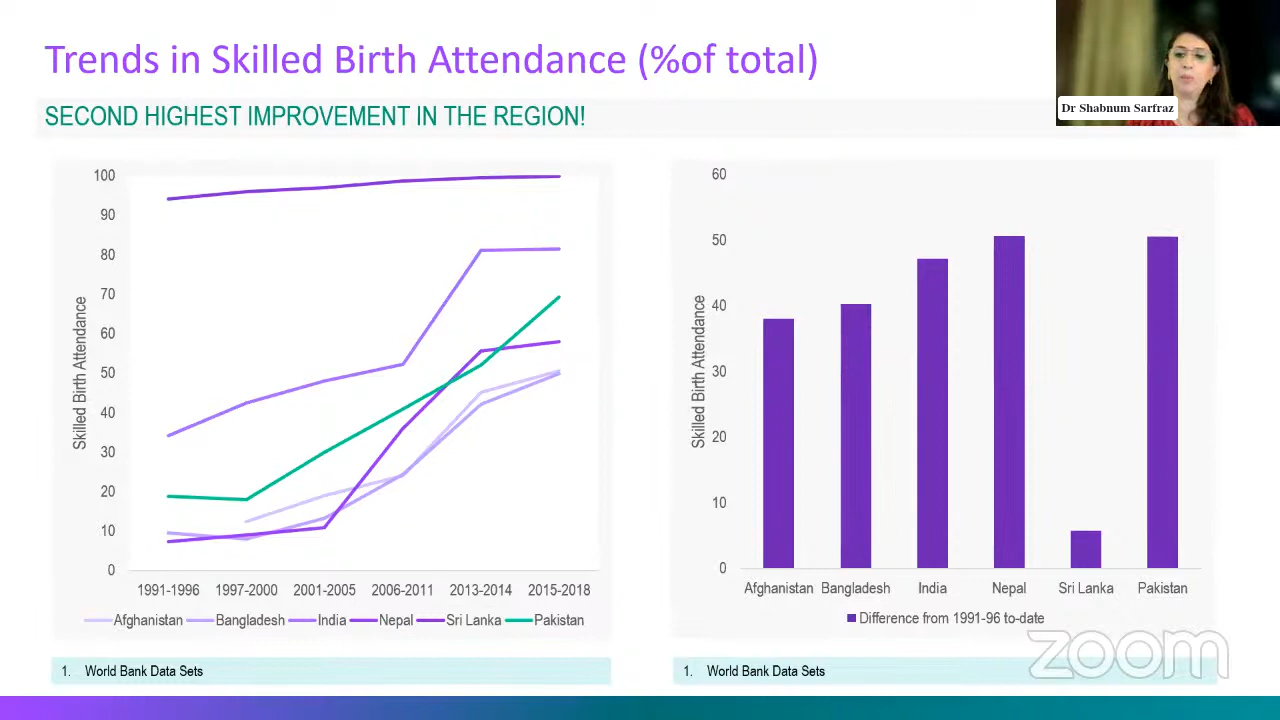 Trends in Skilled Birth Attendance (%of total)
Dr Shabnum Sarfraz
SECOND HIGHEST IMPROVEMENT IN THE REGION!
100
90
80
70
60
50
40
30
20
10
0
Skilled Birth Attendance
1991-1996 1997-2000 2001-2005 2006-2011 2013-2014 2015-2018
Afghanistan Bangladesh India Nepal Sri Lanka Pakistan
1. World Bank Data Sets
60
50
40
30
20
10
0
Skilled Birth Attendance
Afghanistan Bangladesh India Nepal Sri Lanka Pakistan
Difference from 1991-96 to-date
1. World Bank Data Sets
zoom